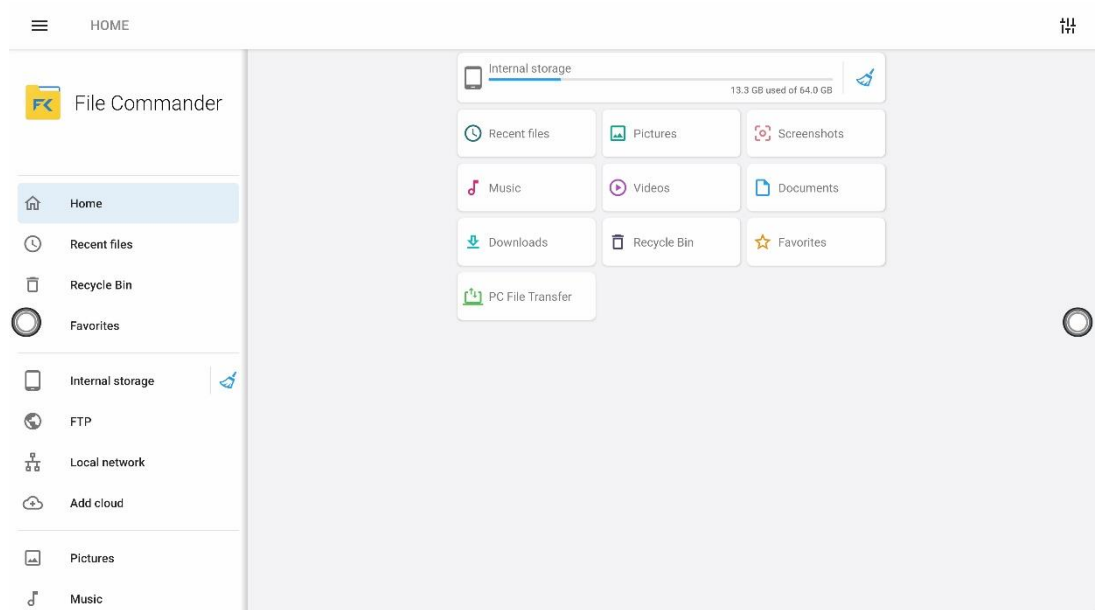 HOME
File Commander
Home
Recent files
Recycle Bin
Favorites
Internal storage
FTP
Local network
Add cloud
Pictures
Music
Internal storage
13.3 GB used of 64.0 GB
Recent files
Pictures
Screenshots
Music
Videos
Documents
Downloads
Recycle Bin
Favorites
PC File Transfer